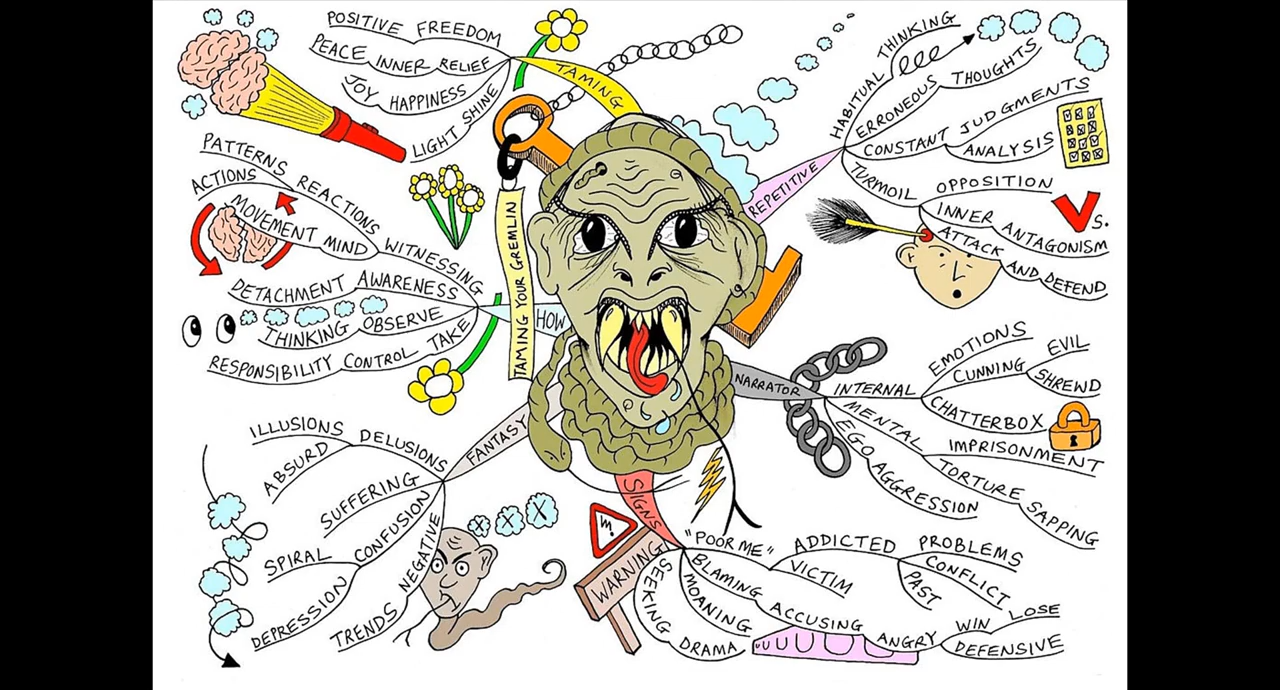 TAMING YOUR GREMLIN
TAMING
POSITIVE FREEDOM
PEACE INNER RELIEF
JOY HAPPINESS
LIGHT SHINE
REPETITIVE
HABITUAL THINKING
ERRONEOUS THOUGHTS
CONSTANT JUDGMENTS
ANALYSIS
TURMOIL OPPOSITION
INNER ANTAGONISM
ATTACK AND DEFEND
VS.
NARRATOR
INTERNAL
EMOTIONS
CUNNING EVIL
SHREWD
CHATTERBOX
MENTAL IMPRISONMENT
TORTURE SAPPING
EGO AGGRESSION
SIGNS
"POOR ME" ADDICTED PROBLEMS
CONFLICT
PAST
VICTIM
BLAMING ACCUSING ANGRY WIN LOSE
DEFENSIVE
MOANING
SEEKING DRAMA
WARNING
FANTASY
DELUSIONS ILLUSIONS
ABSURD
SUFFERING
CONFUSION SPIRAL
DEPRESSION
NEGATIVE TRENDS
HOW
WITNESSING REACTIONS PATTERNS
ACTIONS
MIND MOVEMENT
AWARENESS DETACHMENT
OBSERVE THINKING
TAKE CONTROL RESPONSIBILITY